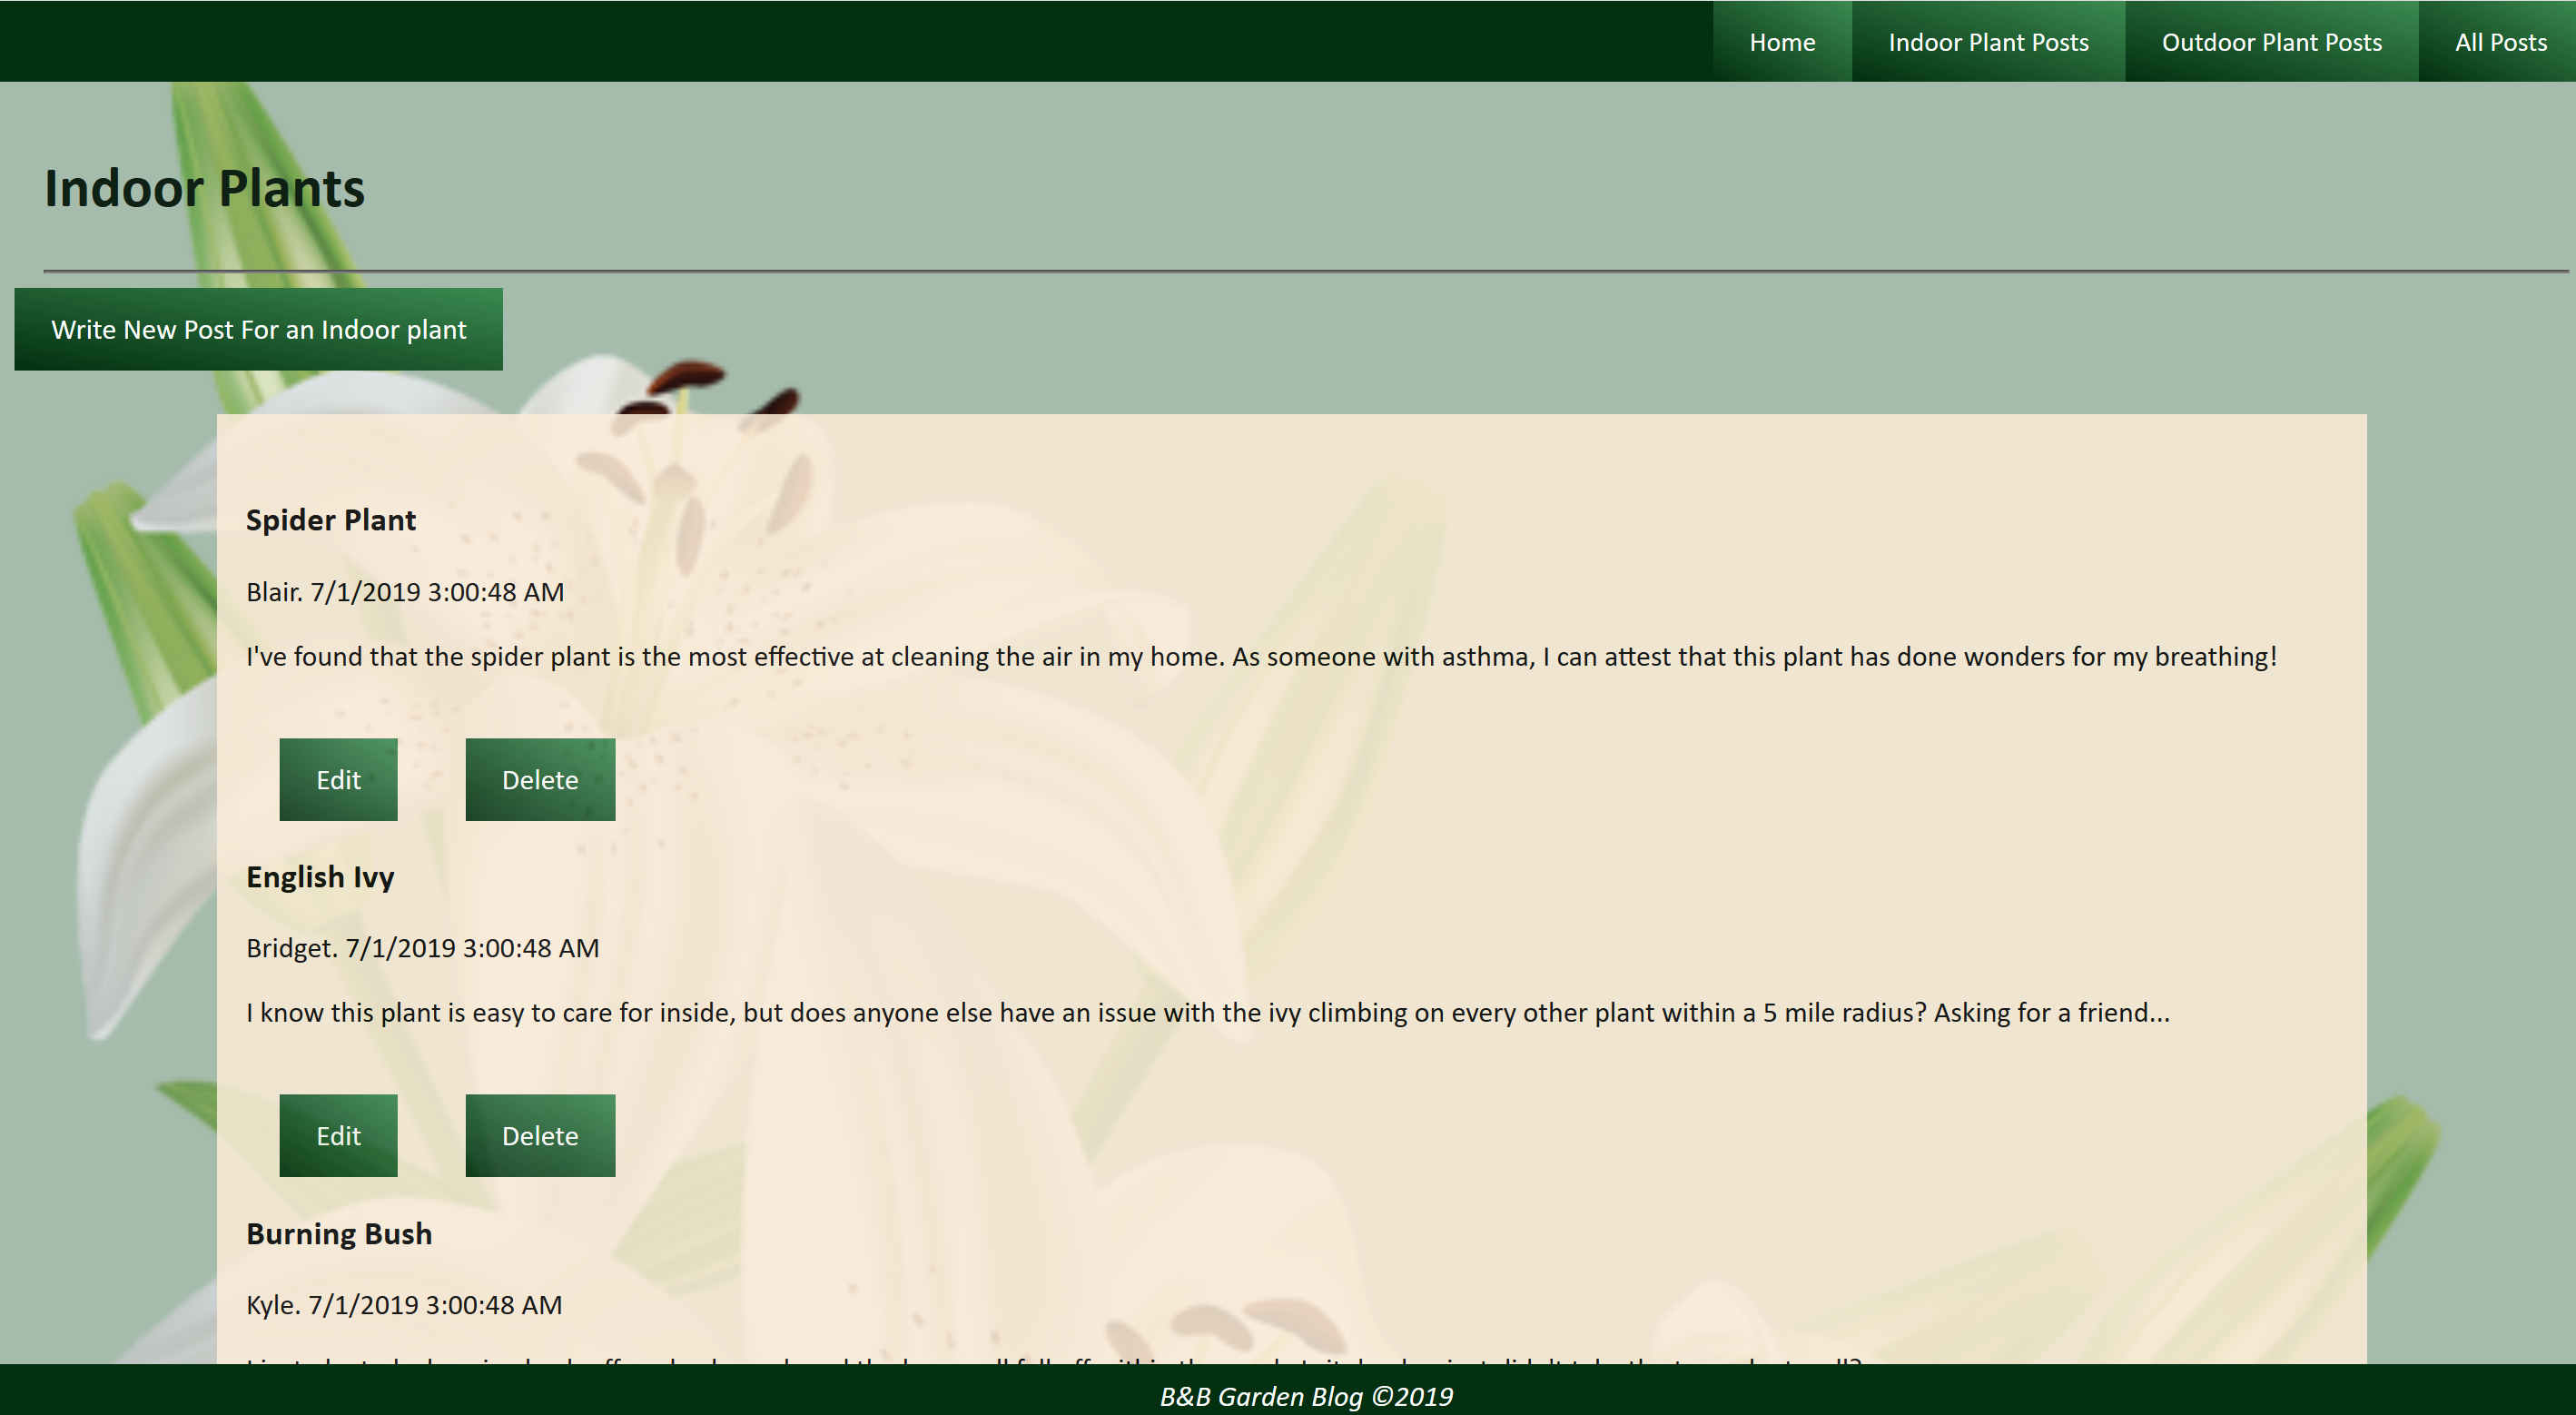 Home Indoor Plant Posts Outdoor Plant Posts All Posts
Indoor Plants
Write New Post For an Indoor plant
Spider Plant
Blair. 7/1/2019 3:00:48 AM
I've found that the spider plant is the most effective at cleaning the air in my home. As someone with asthma, I can attest that this plant has done wonders for my breathing!
Edit Delete
English Ivy
Bridget. 7/1/2019 3:00:48 AM
I know this plant is easy to care for inside, but does anyone else have an issue with the ivy climbing on every other plant within a 5 mile radius? Asking for a friend...
Edit Delete
Burning Bush
Kyle. 7/1/2019 3:00:48 AM
B&B Garden Blog ©2019